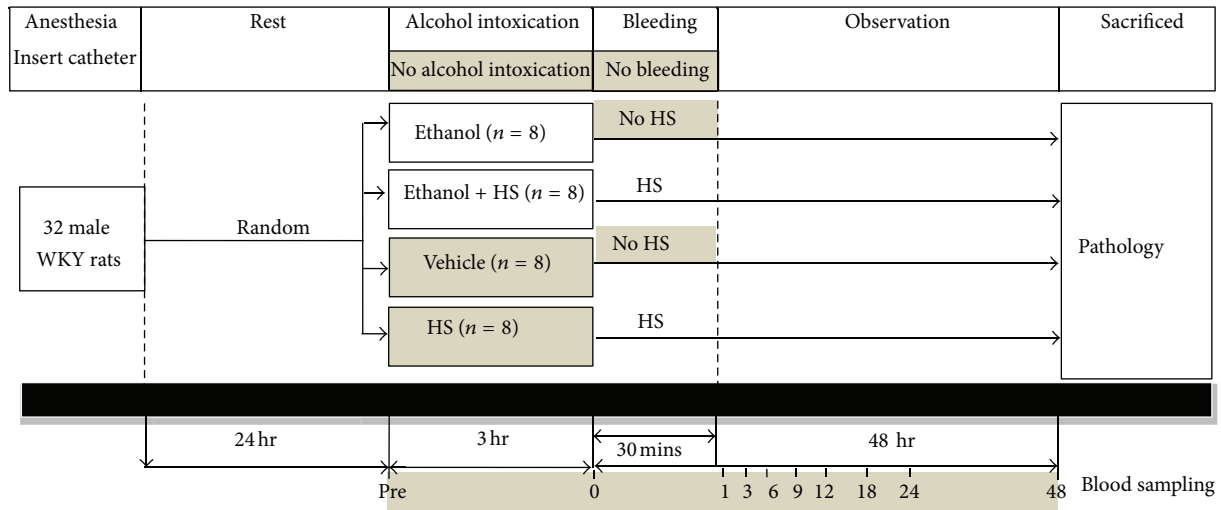 Anesthesia
Insert catheter
Rest
Alcohol intoxication
No alcohol intoxication
Bleeding
No bleeding
Observation
Sacrificed
32 male
WKY rats
Random
Ethanol (n = 8)
No HS
Ethanol + HS (n = 8)
HS
Vehicle (n = 8)
No HS
HS (n = 8)
HS
Pathology
24 hr
3 hr
30 mins
48 hr
Pre
0
1
3
6
9
12
18
24
48
Blood sampling